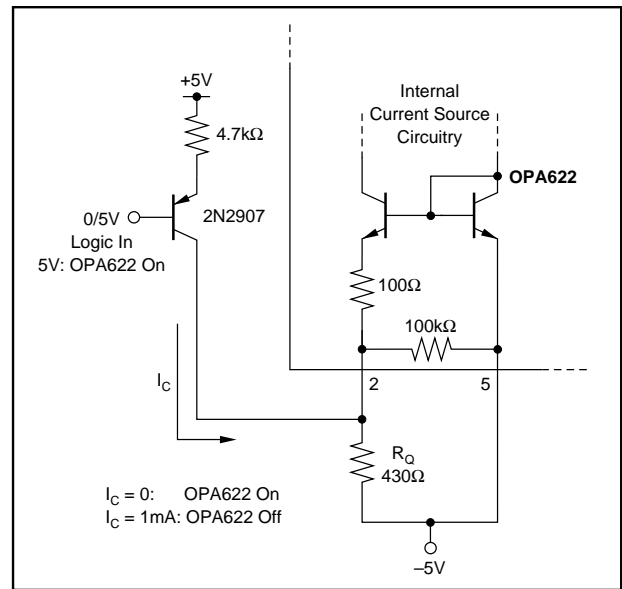 +5V
4.7kΩ
0/5V
Logic In
5V: OPA622 On
2N2907
Internal
Current Source
Circuitry
OPA622
100Ω
100kΩ
2
5
I_C
R_Q
430Ω
I_C = 0: OPA622 On
I_C = 1mA: OPA622 Off
–5V